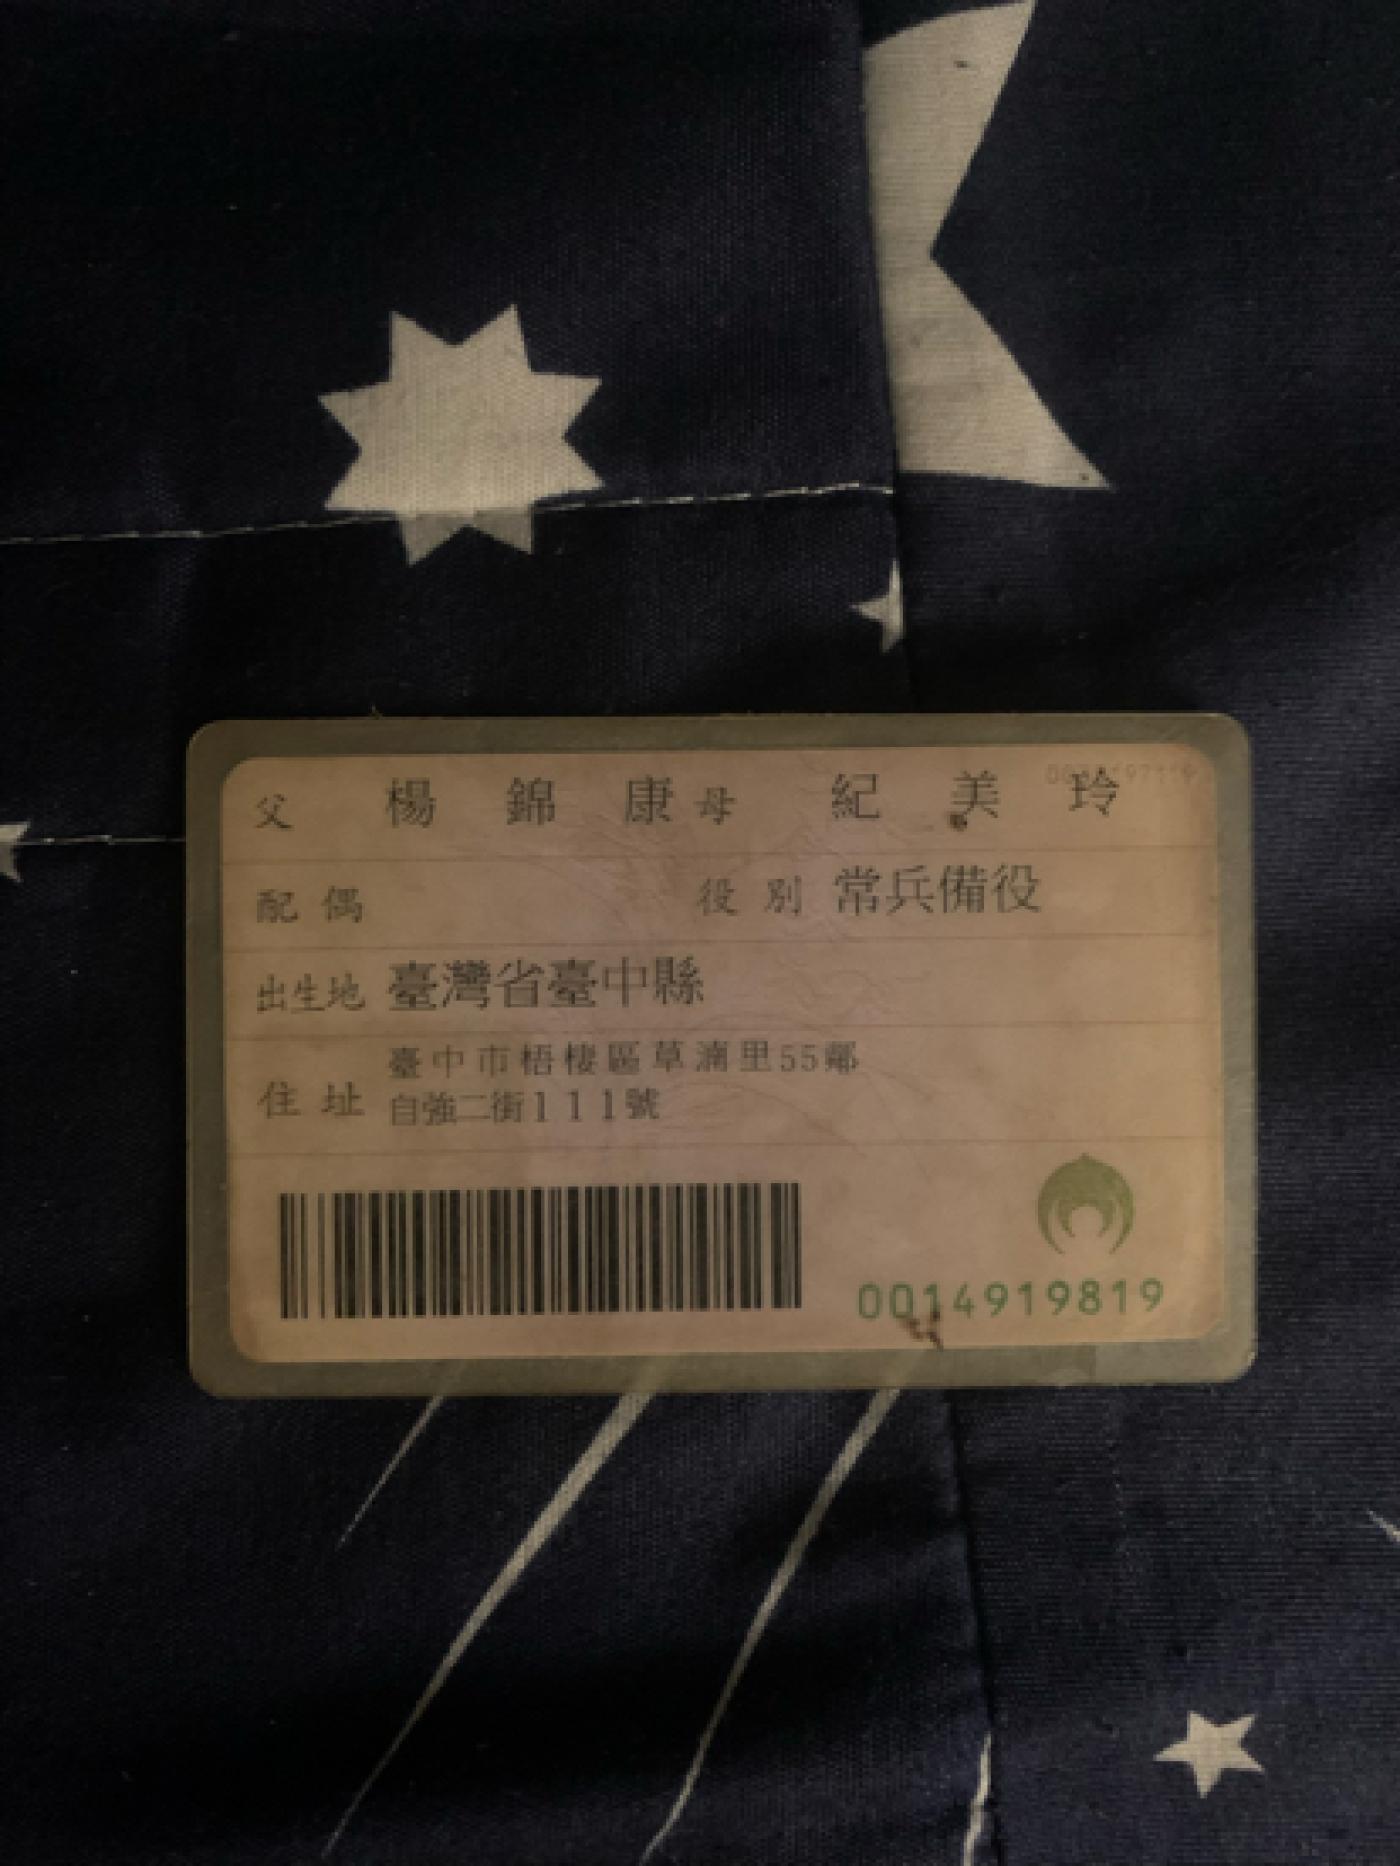 父 楊錦康 母 紀美玲
配偶 役別 常兵備役
出生地 臺灣省臺中縣
住址 臺中市梧棲區草湳里55鄰
自強二街111號
0014919819